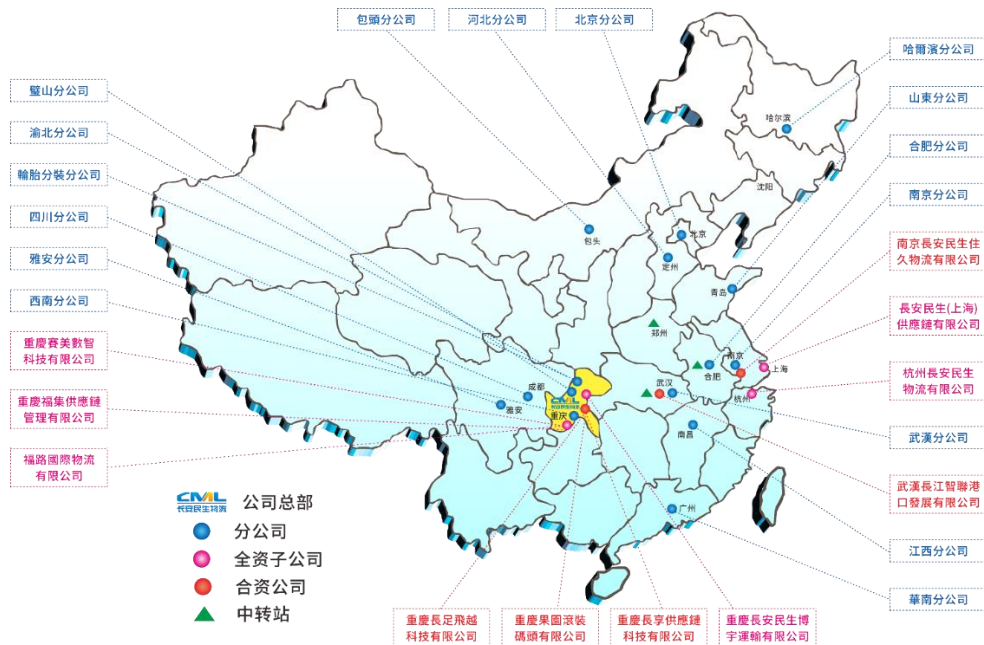 包頭分公司
河北分公司
北京分公司
哈爾濱分公司
山東分公司
合肥分公司
南京分公司
南京長安民生住
久物流有限公司
長安民生(上海)
供應鏈有限公司
杭州長安民生
物流有限公司
武漢分公司
武漢長江智聯港
口發展有限公司
江西分公司
華南分公司
璧山分公司
渝北分公司
輪胎分裝分公司
四川分公司
雅安分公司
西南分公司
重慶賽美數智
科技有限公司
重慶福集供應鏈
管理有限公司
福路國際物流
有限公司
哈尔滨
沈阳
北京
包头
定州
青岛
郑州
合肥
南京
上海
杭州
武汉
成都
雅安
CML
长安民生物流
重庆
南昌
广州
CML
长安民生物流
公司总部
分公司
全资子公司
合资公司
中转站
重慶長足飛越
科技有限公司
重慶果園滾裝
碼頭有限公司
重慶長享供應鏈
科技有限公司
重慶長安民生博
宇運輸有限公司